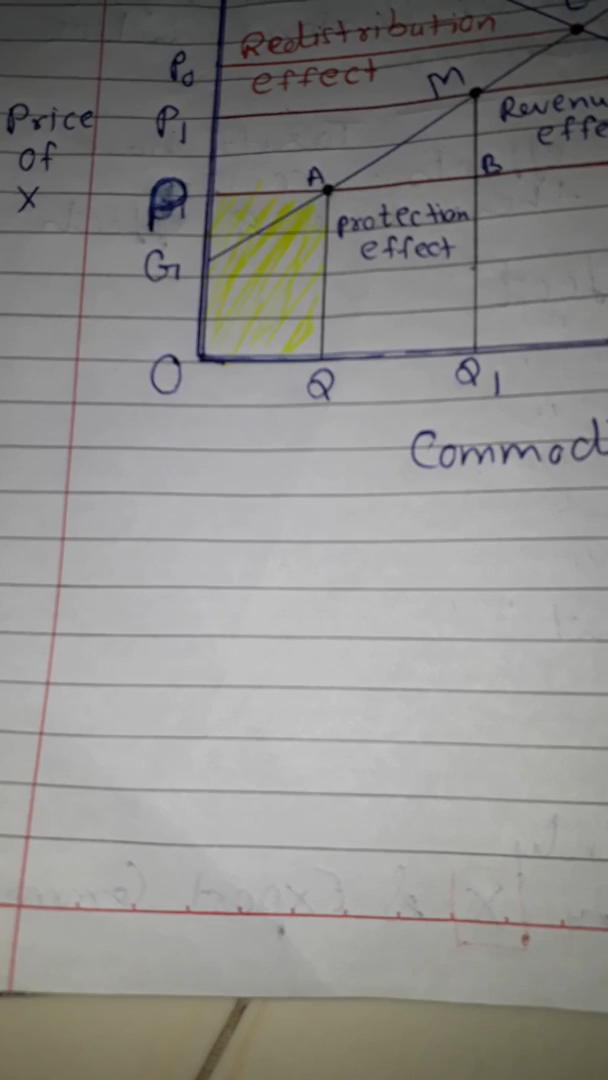 Redistribution
effect
P0
M
Price
of
X
P1
Revenu
effe
A
B
P
protection
effect
G
O
Q
Q1
Commod